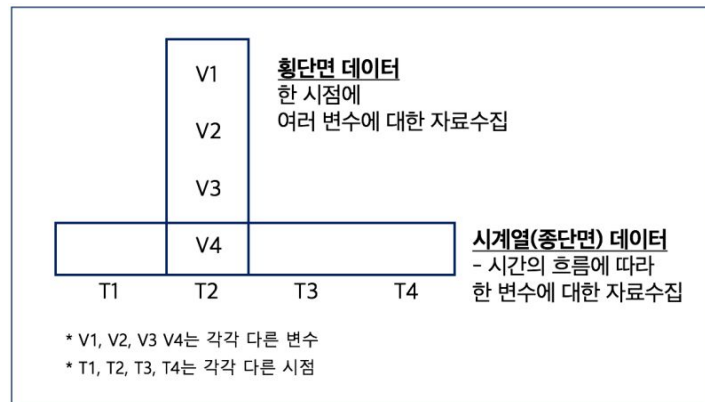 V1
횡단면 데이터
한 시점에
여러 변수에 대한 자료수집
V2
V3
V4
시계열(종단면) 데이터
- 시간의 흐름에 따라
한 변수에 대한 자료수집
T1 T2 T3 T4
* V1, V2, V3 V4는 각각 다른 변수
* T1, T2, T3, T4는 각각 다른 시점